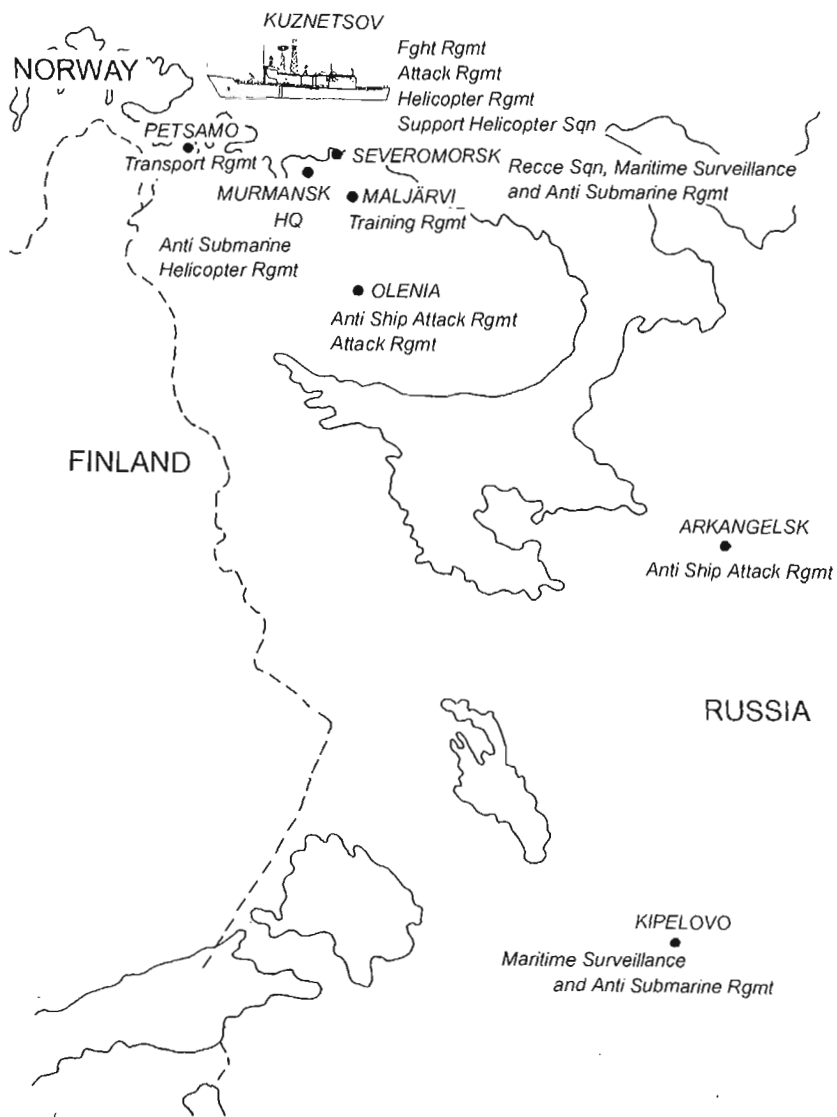 KUZNETSOV
Fght Rgmt
Attack Rgmt
Helicopter Rgmt
Support Helicopter Sqn
NORWAY
PETSAMO
Transport Rgmt
SEVEROMORSK
Recce Sqn, Maritime Surveillance
and Anti Submarine Rgmt
MURMANSK
HQ
Anti Submarine
Helicopter Rgmt
MALJÄRVI
Training Rgmt
OLENIA
Anti Ship Attack Rgmt
Attack Rgmt
FINLAND
ARKANGELSK
Anti Ship Attack Rgmt
RUSSIA
KIPELOVO
Maritime Surveillance
and Anti Submarine Rgmt